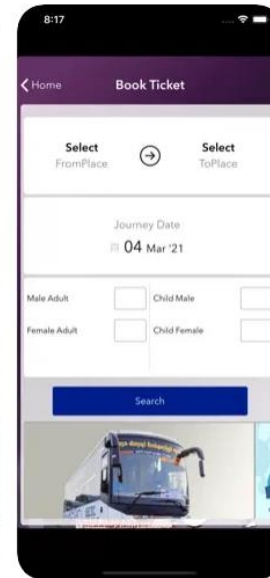 8:17
Home
Book Ticket
Select
FromPlace
Select
ToPlace
Journey Date
04 Mar '21
Male Adult
Child Male
Female Adult
Child Female
Search